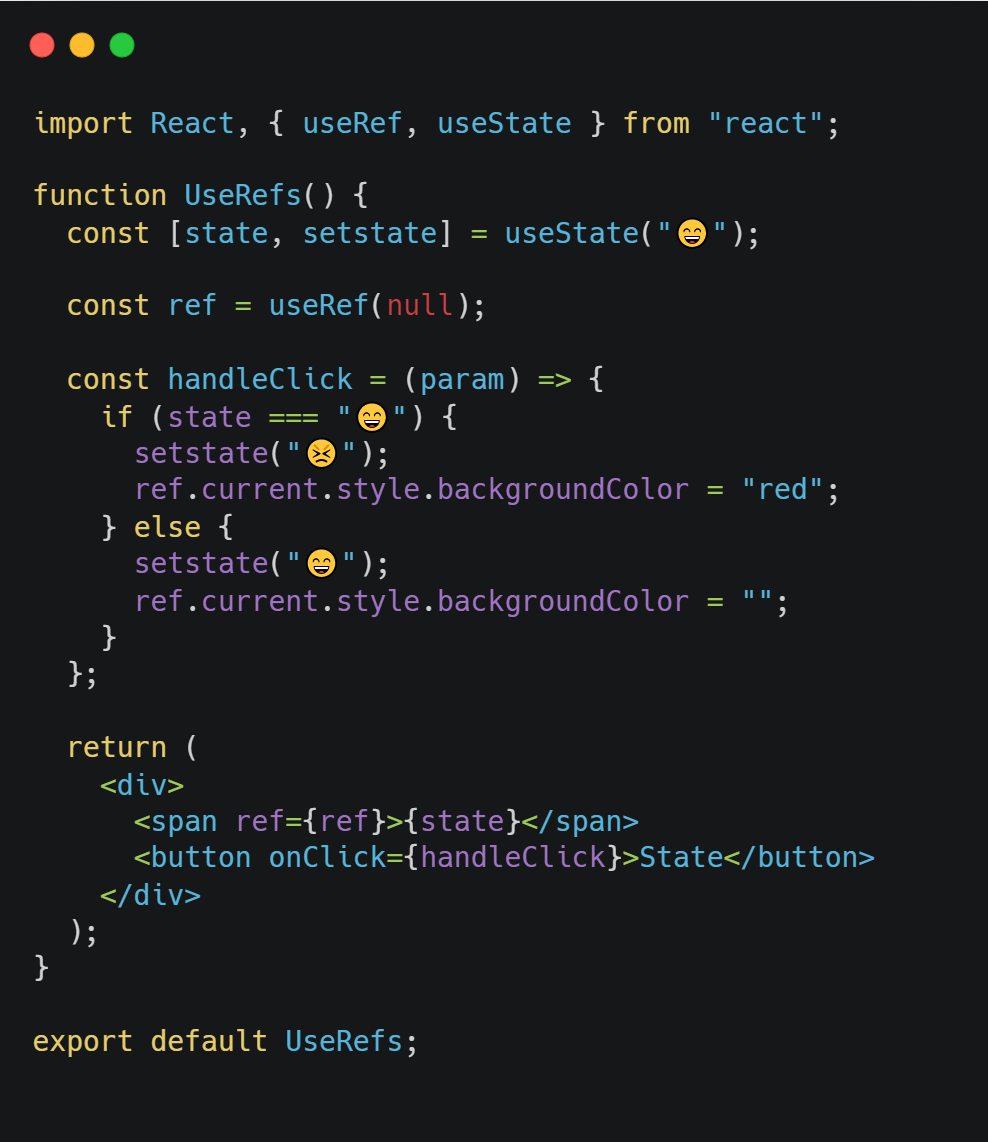 import React, { useRef, useState } from "react";

function UseRefs() {
  const [state, setstate] = useState("😄");

  const ref = useRef(null);

  const handleClick = (param) => {
    if (state === "😄") {
      setstate("😣");
      ref.current.style.backgroundColor = "red";
    } else {
      setstate("😄");
      ref.current.style.backgroundColor = "";
    }
  };

  return (
    <div>
      <span ref={ref}>{state}</span>
      <button onClick={handleClick}>State</button>
    </div>
  );
}

export default UseRefs;